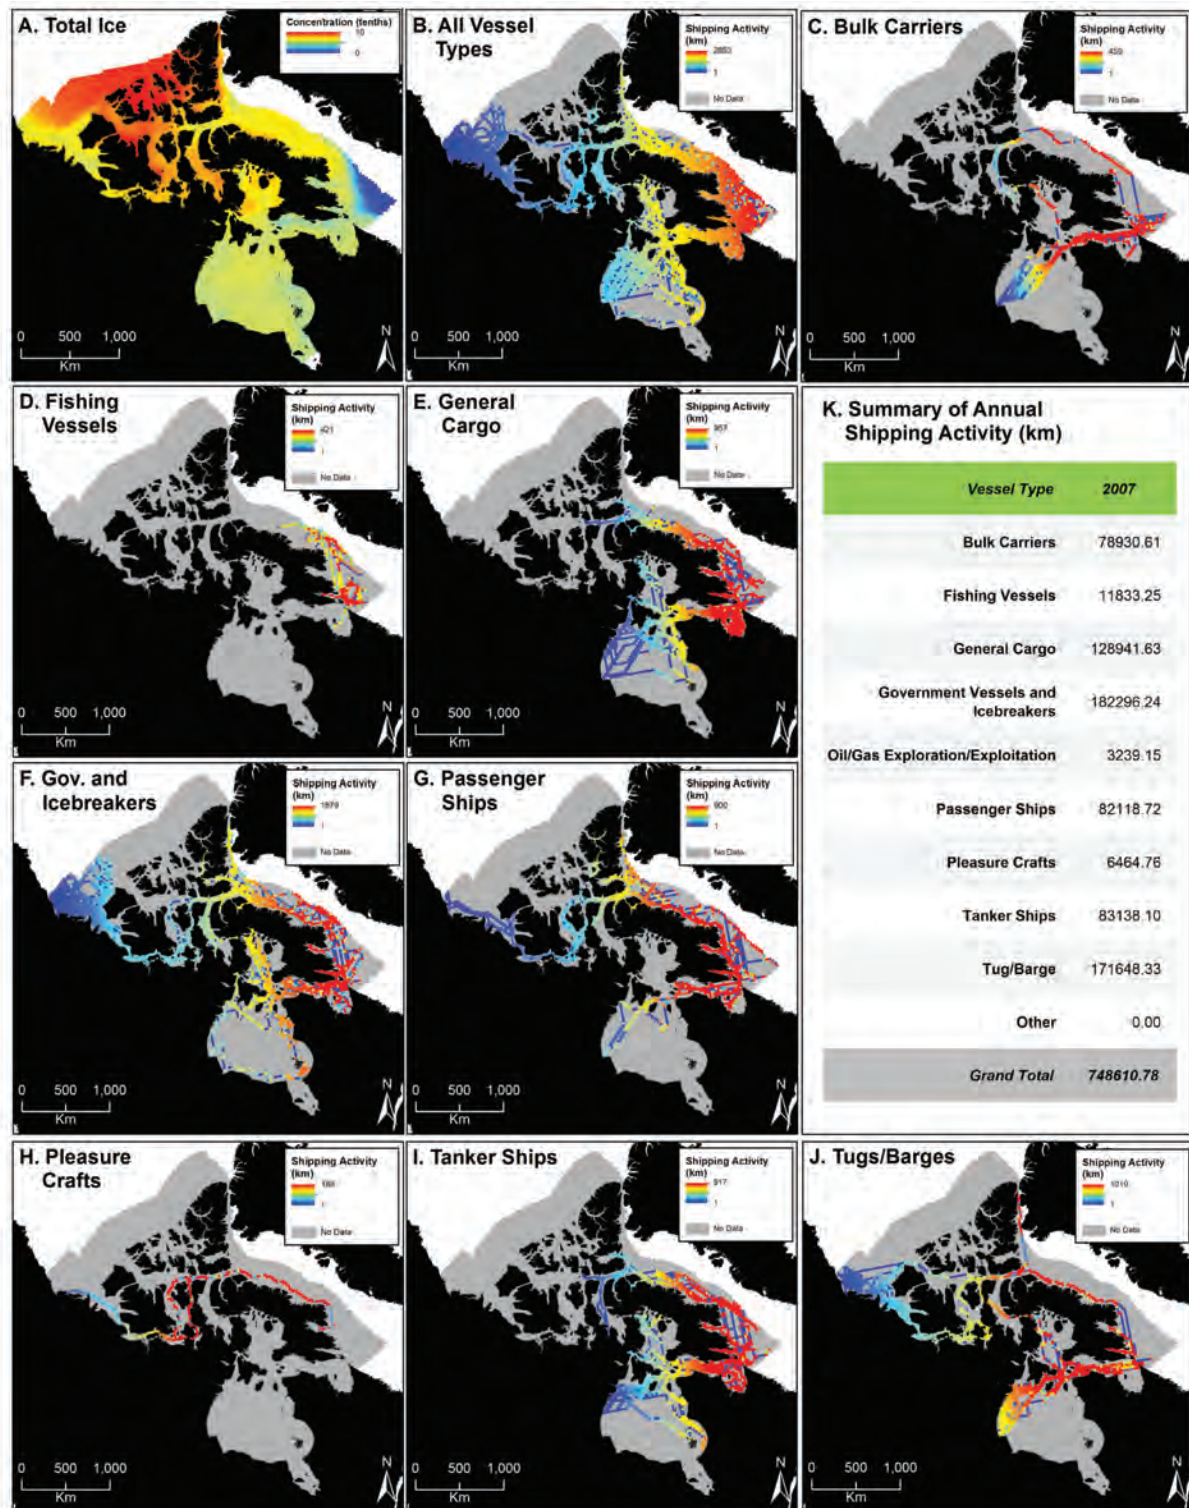 A. Total Ice
Concentration (tenths)
10
0
0 500 1,000
Km
N
B. All Vessel
Types
Shipping Activity
(km)
2853
1
No Data
0 500 1,000
Km
N
C. Bulk Carriers
Shipping Activity
(km)
459
1
No Data
0 500 1,000
Km
N
D. Fishing
Vessels
Shipping Activity
(km)
1
No Data
0 500 1,000
Km
N
E. General
Cargo
Shipping Activity
(km)
957
1
No Data
0 500 1,000
Km
N
K. Summary of Annual
Shipping Activity (km)
Vessel Type 2007
Bulk Carriers 78930.61
Fishing Vessels 11833.25
General Cargo 128941.63
Government Vessels and
Icebreakers 182296.24
Oil/Gas Exploration/Exploitation 3239.15
Passenger Ships 82118.72
Pleasure Crafts 6464.76
Tanker Ships 83138.10
Tug/Barge 171648.33
Other 0.00
Grand Total 748610.78
F. Gov. and
Icebreakers
Shipping Activity
(km)
1
No Data
0 500 1,000
Km
N
G. Passenger
Ships
Shipping Activity
(km)
1
No Data
0 500 1,000
Km
N
H. Pleasure
Crafts
Shipping Activity
(km)
1
No Data
0 500 1,000
Km
N
I. Tanker Ships
Shipping Activity
(km)
917
1
No Data
0 500 1,000
Km
N
J. Tugs/Barges
Shipping Activity
(km)
1
No Data
0 500 1,000
Km
N